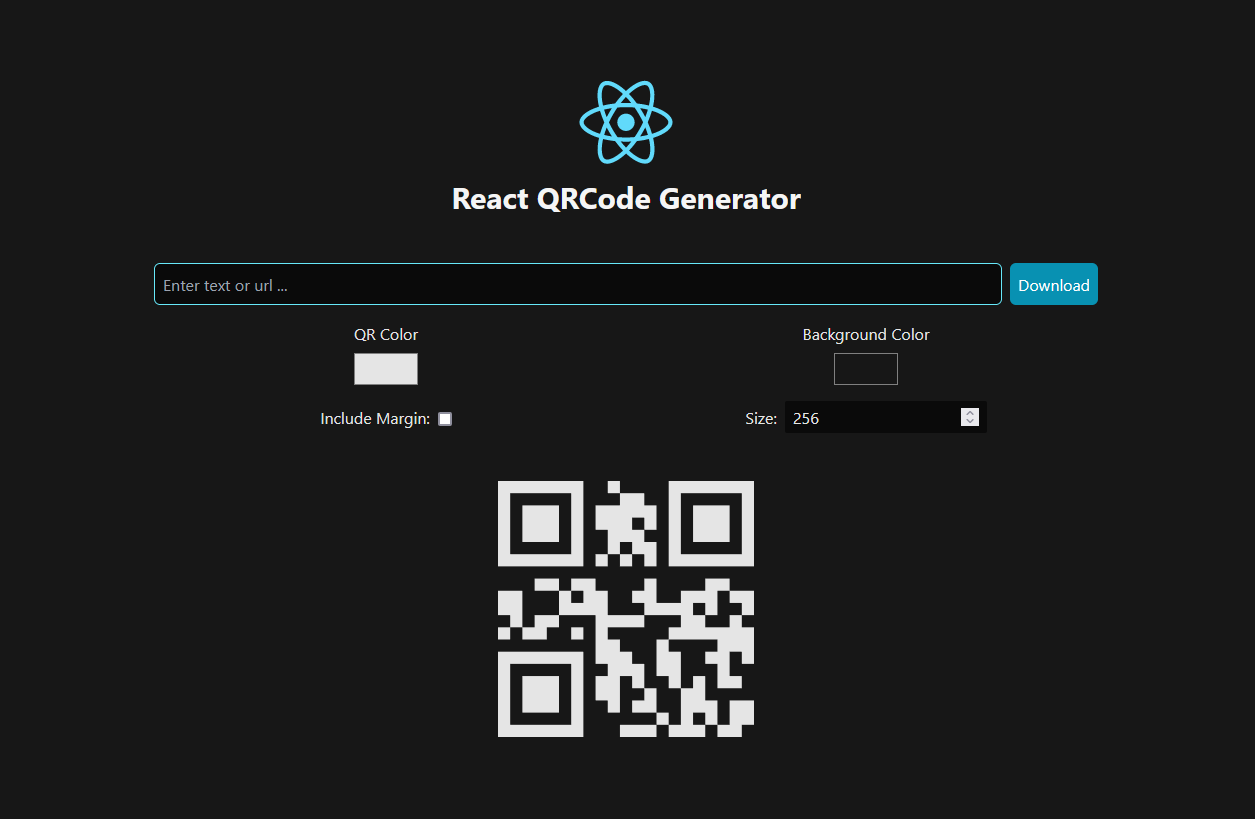 React QRCode Generator
Enter text or url ...
Download
QR Color
Background Color
Include Margin:
Size: 256